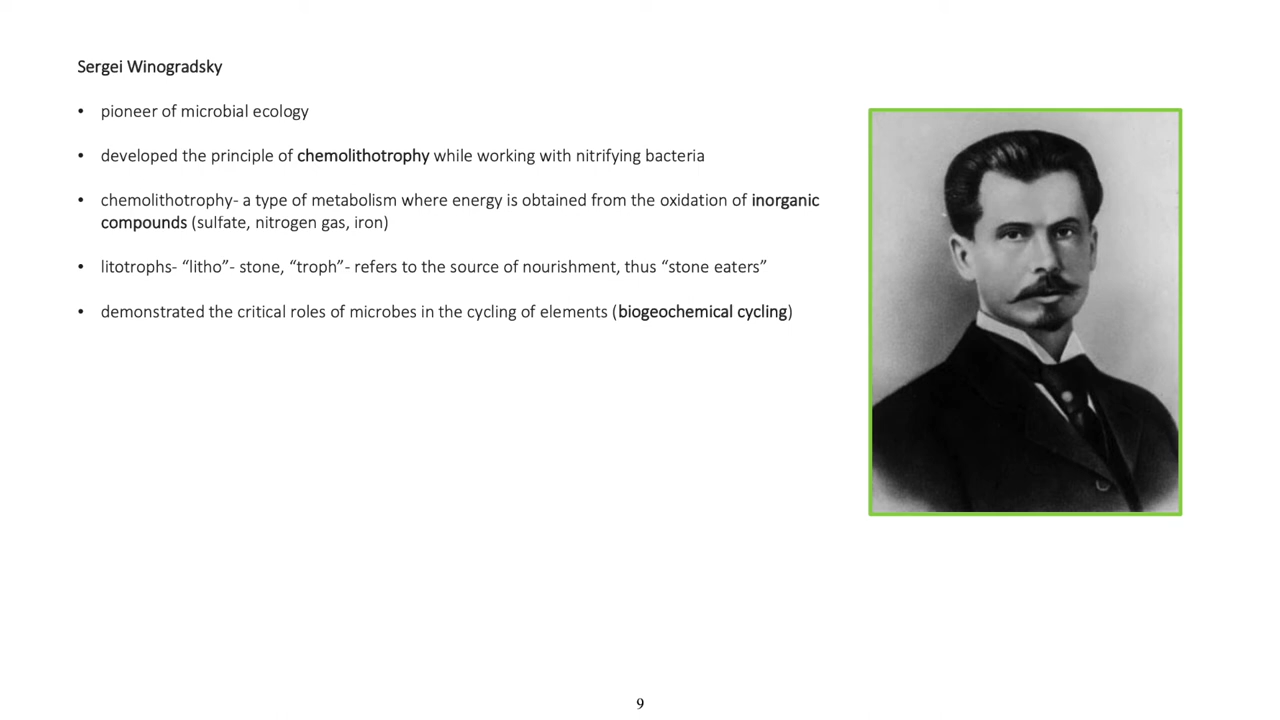 Sergei Winogradsky
• pioneer of microbial ecology
• developed the principle of chemolithotrophy while working with nitrifying bacteria
• chemolithotrophy- a type of metabolism where energy is obtained from the oxidation of inorganic
compounds (sulfate, nitrogen gas, iron)
• litotrophs- “litho”- stone, “troph”- refers to the source of nourishment, thus “stone eaters”
• demonstrated the critical roles of microbes in the cycling of elements (biogeochemical cycling)
9